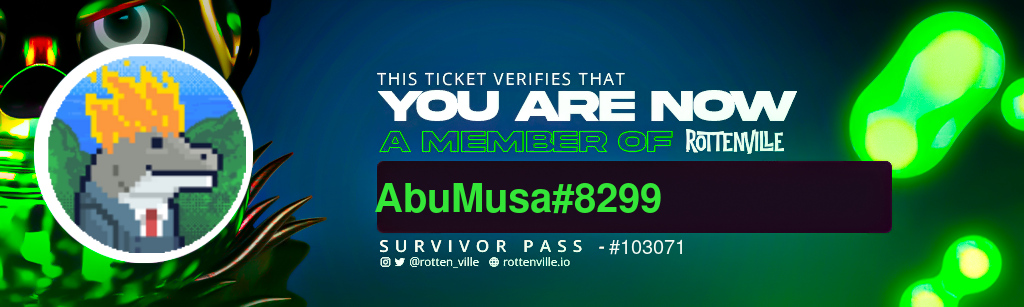 THIS TICKET VERIFIES THAT
YOU ARE NOW
A MEMBER OF ROTTENVILLE
AbuMusa#8299
SURVIVOR PASS - #103071
@rotten_ville rottenville.io